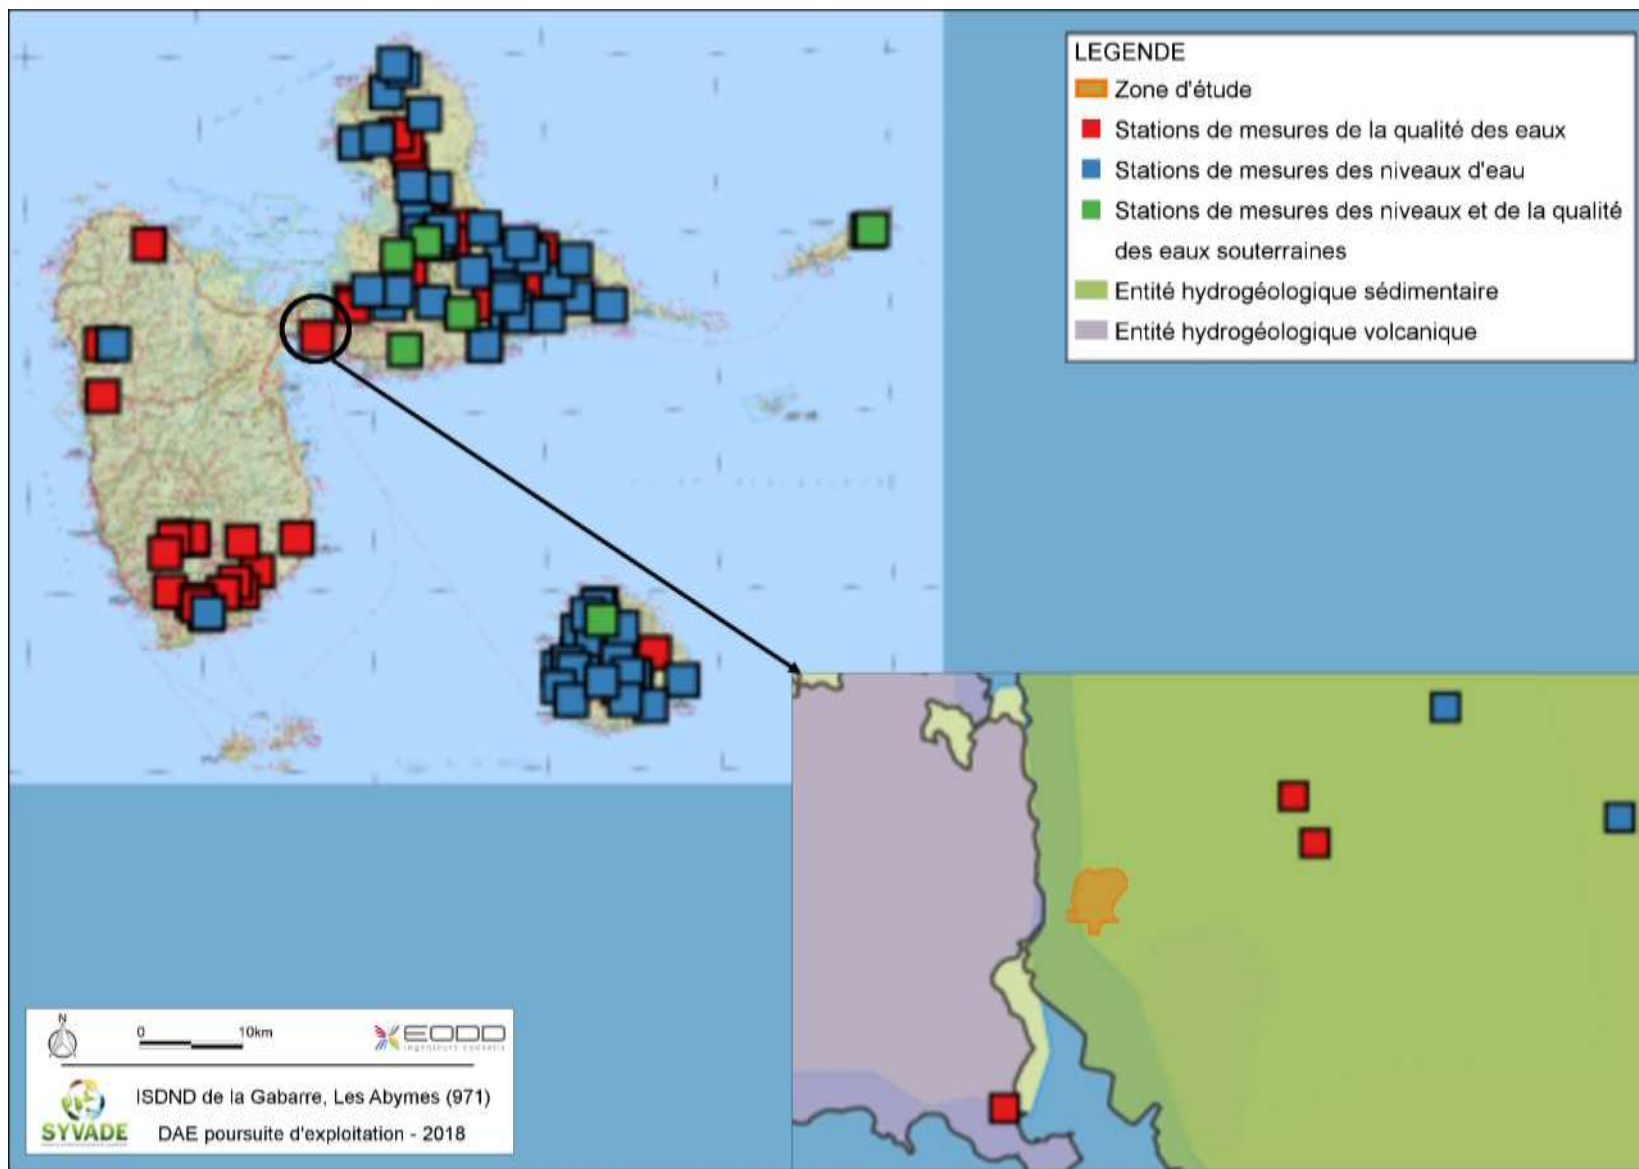 LEGENDE
Zone d'étude
Stations de mesures de la qualité des eaux
Stations de mesures des niveaux d'eau
Stations de mesures des niveaux et de la qualité
des eaux souterraines
Entité hydrogéologique sédimentaire
Entité hydrogéologique volcanique
N
0 10km
EODD
ingénieurs conseils
ISDND de la Gabarre, Les Abymes (971)
SYVADE
DAE poursuite d'exploitation - 2018